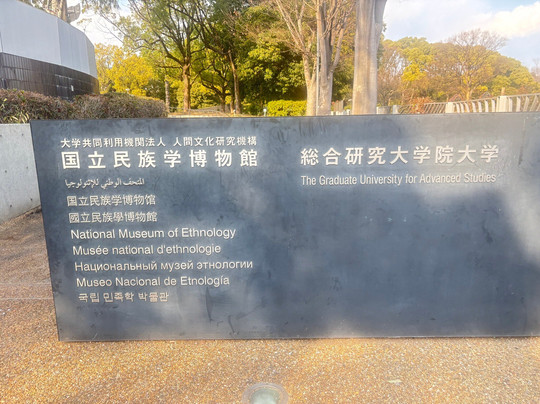 大学共同利用機関法人 人間文化研究機構
国立民族学博物館
المتحف الوطني للإثنولوجيا
国立民族学博物馆
國立民族學博物館
National Museum of Ethnology
Musée national d'ethnologie
Национальный музей этнологии
Museo Nacional de Etnología
국립 민족학 박물관
総合研究大学院大学
The Graduate University for Advanced Studies